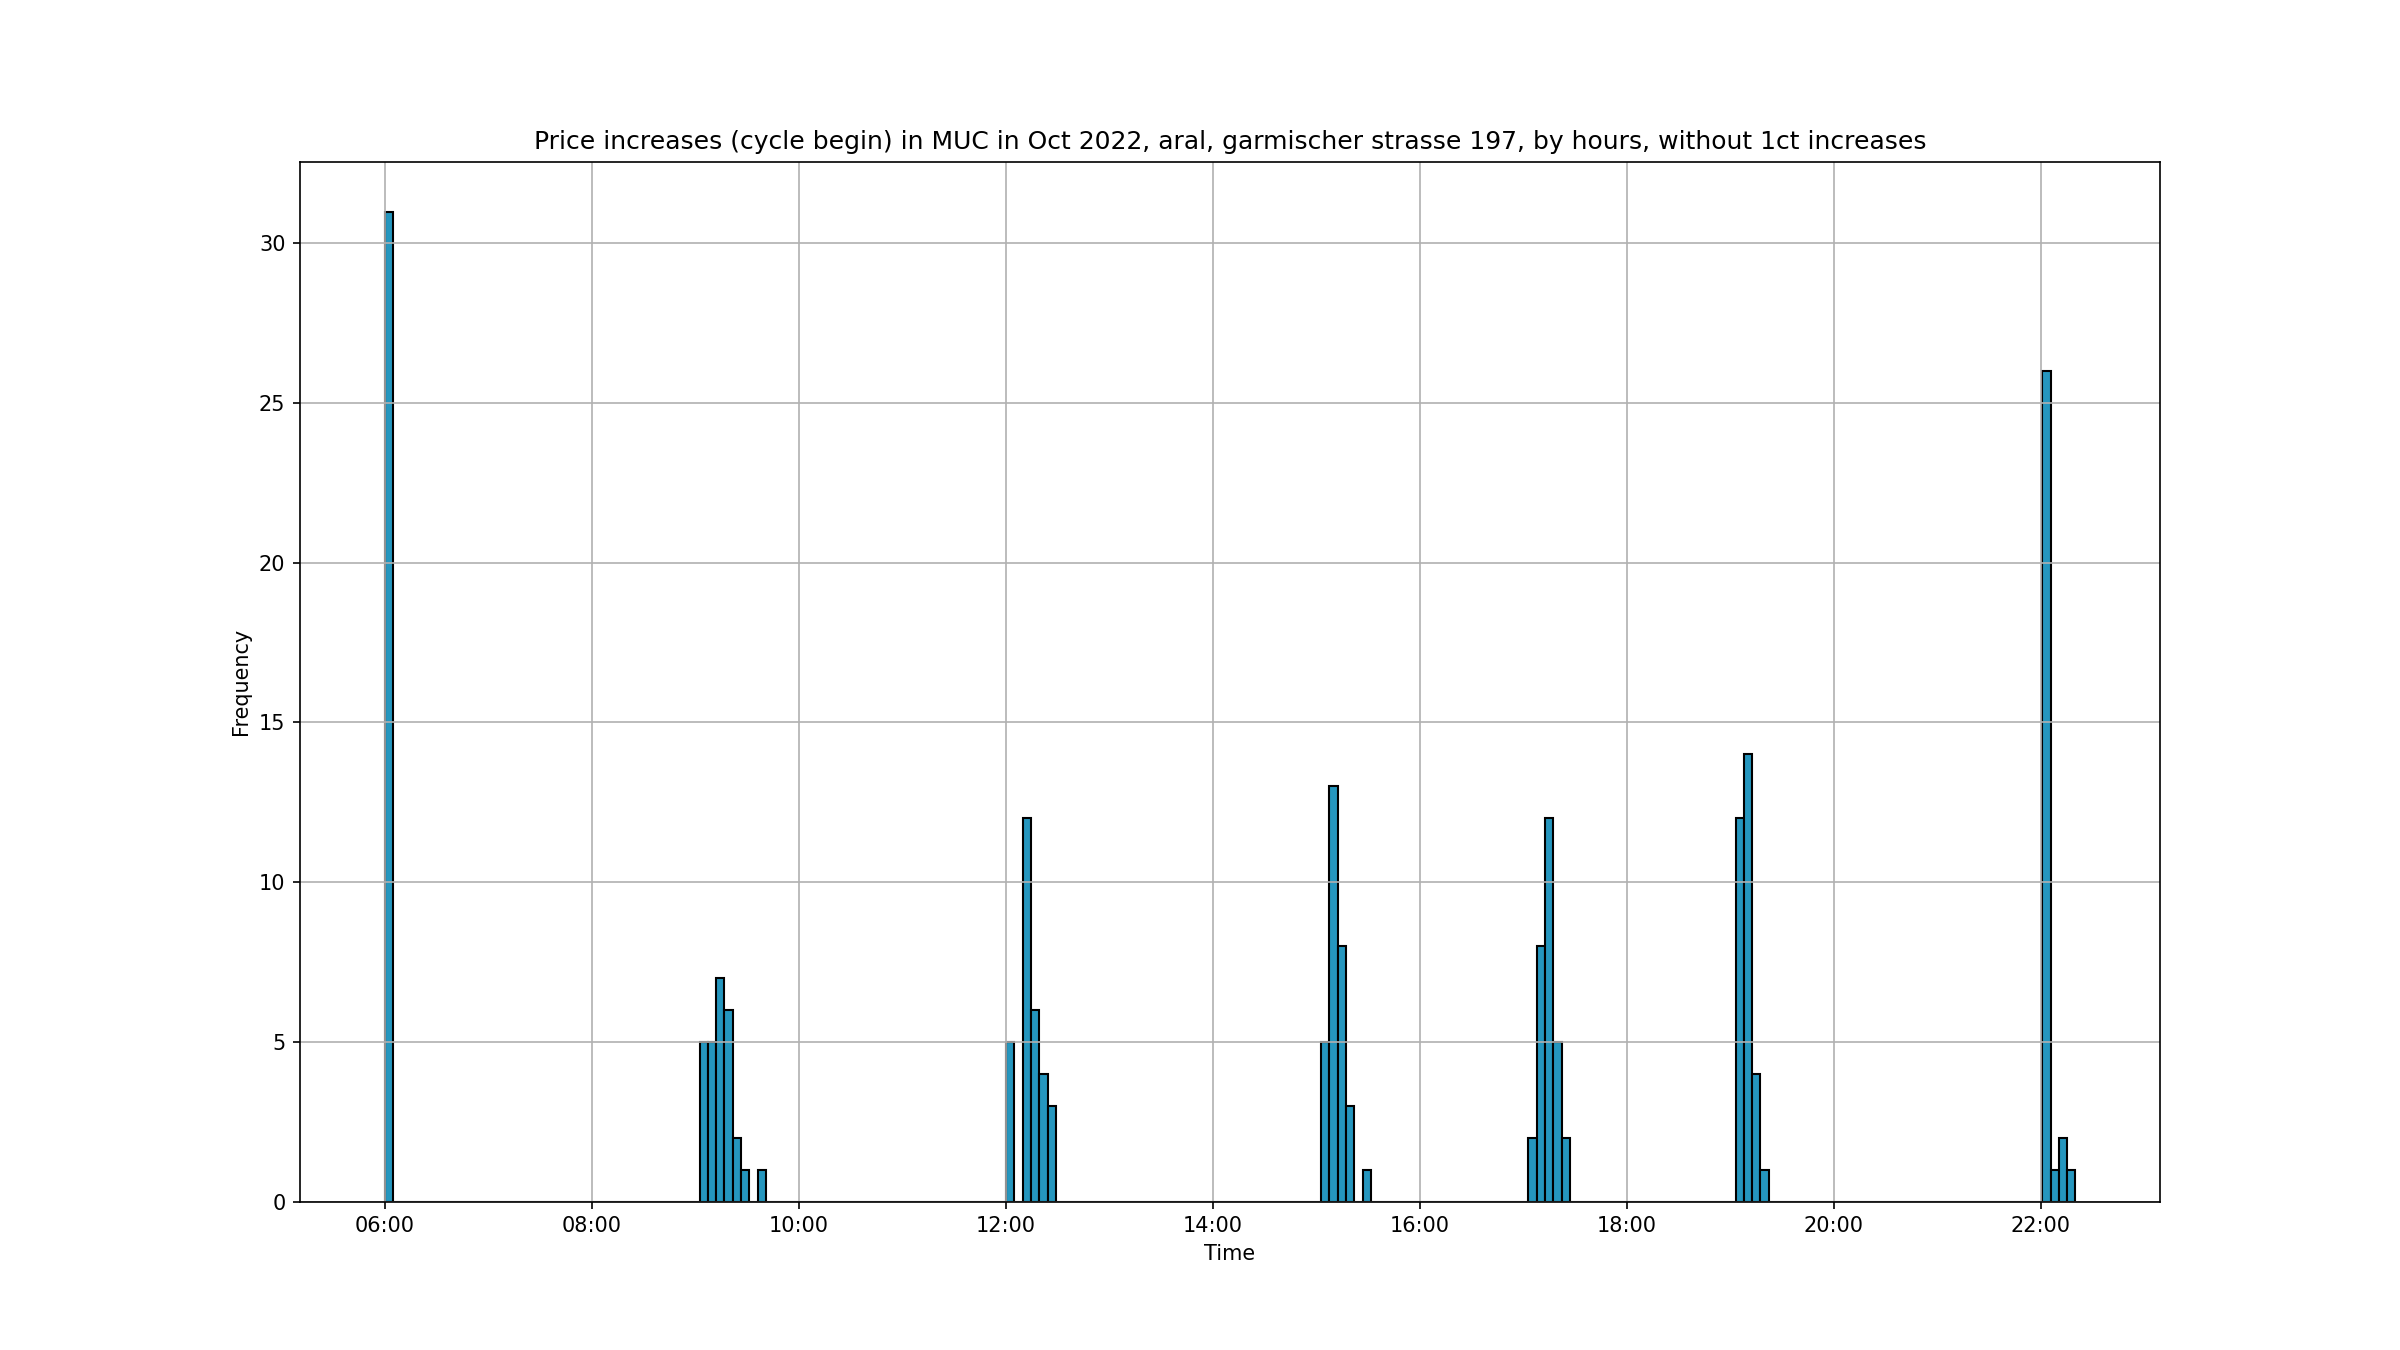 Price increases (cycle begin) in MUC in Oct 2022, aral, garmischer strasse 197, by hours, without 1ct increases
30
25
20
15
10
5
0
Frequency
06:00 08:00 10:00 12:00 14:00 16:00 18:00 20:00 22:00
Time